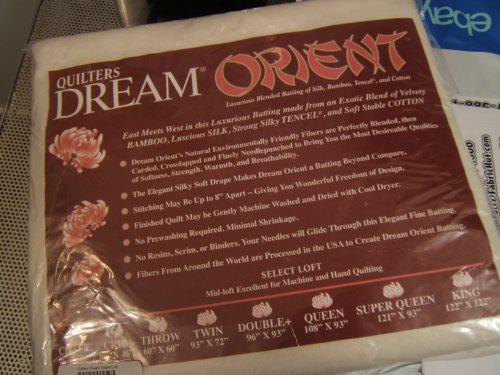 QUILTERS
DREAM®
ORIENT
Luxurious Blended Batting of Silk, Bamboo, Tencel®, and Cotton
East Meets West in this Luxurious Batting made from an Exotic Blend of Velvety
BAMBOO, Luscious SILK, Strong Silky TENCEL®, and Soft Stable COTTON
• Dream Orient's Natural Environmentally Friendly Fibers are Perfectly Blended, then
Carded, Crosslapped and Finely Needlepunched to Bring You the Most Desireable Qualities
of Softness, Strength, Warmth, and Breathability.
• The Elegant Silky Soft Drape Makes Dream Orient a Batting Beyond Compare.
• Stitching May Be Up to 8" Apart – Giving You Wonderful Freedom of Design.
• Finished Quilt May be Gently Machine Washed and Dried with Cool Dryer.
• No Prewashing Required. Minimal Shrinkage.
• No Resins, Scrim, or Binders. Your Needles will Glide Through this Elegant Fine Batting.
• Fibers From Around the World are Processed in the USA to Create Dream Orient Batting.
SELECT LOFT
Mid-loft Excellent for Machine and Hand Quilting
THROW
60" X 60"
TWIN
93" X 72"
DOUBLE+
96" X 93"
QUEEN
108" X 93"
SUPER QUEEN
121" X 93"
KING
122" X 122"
ebay
FabricHut.com